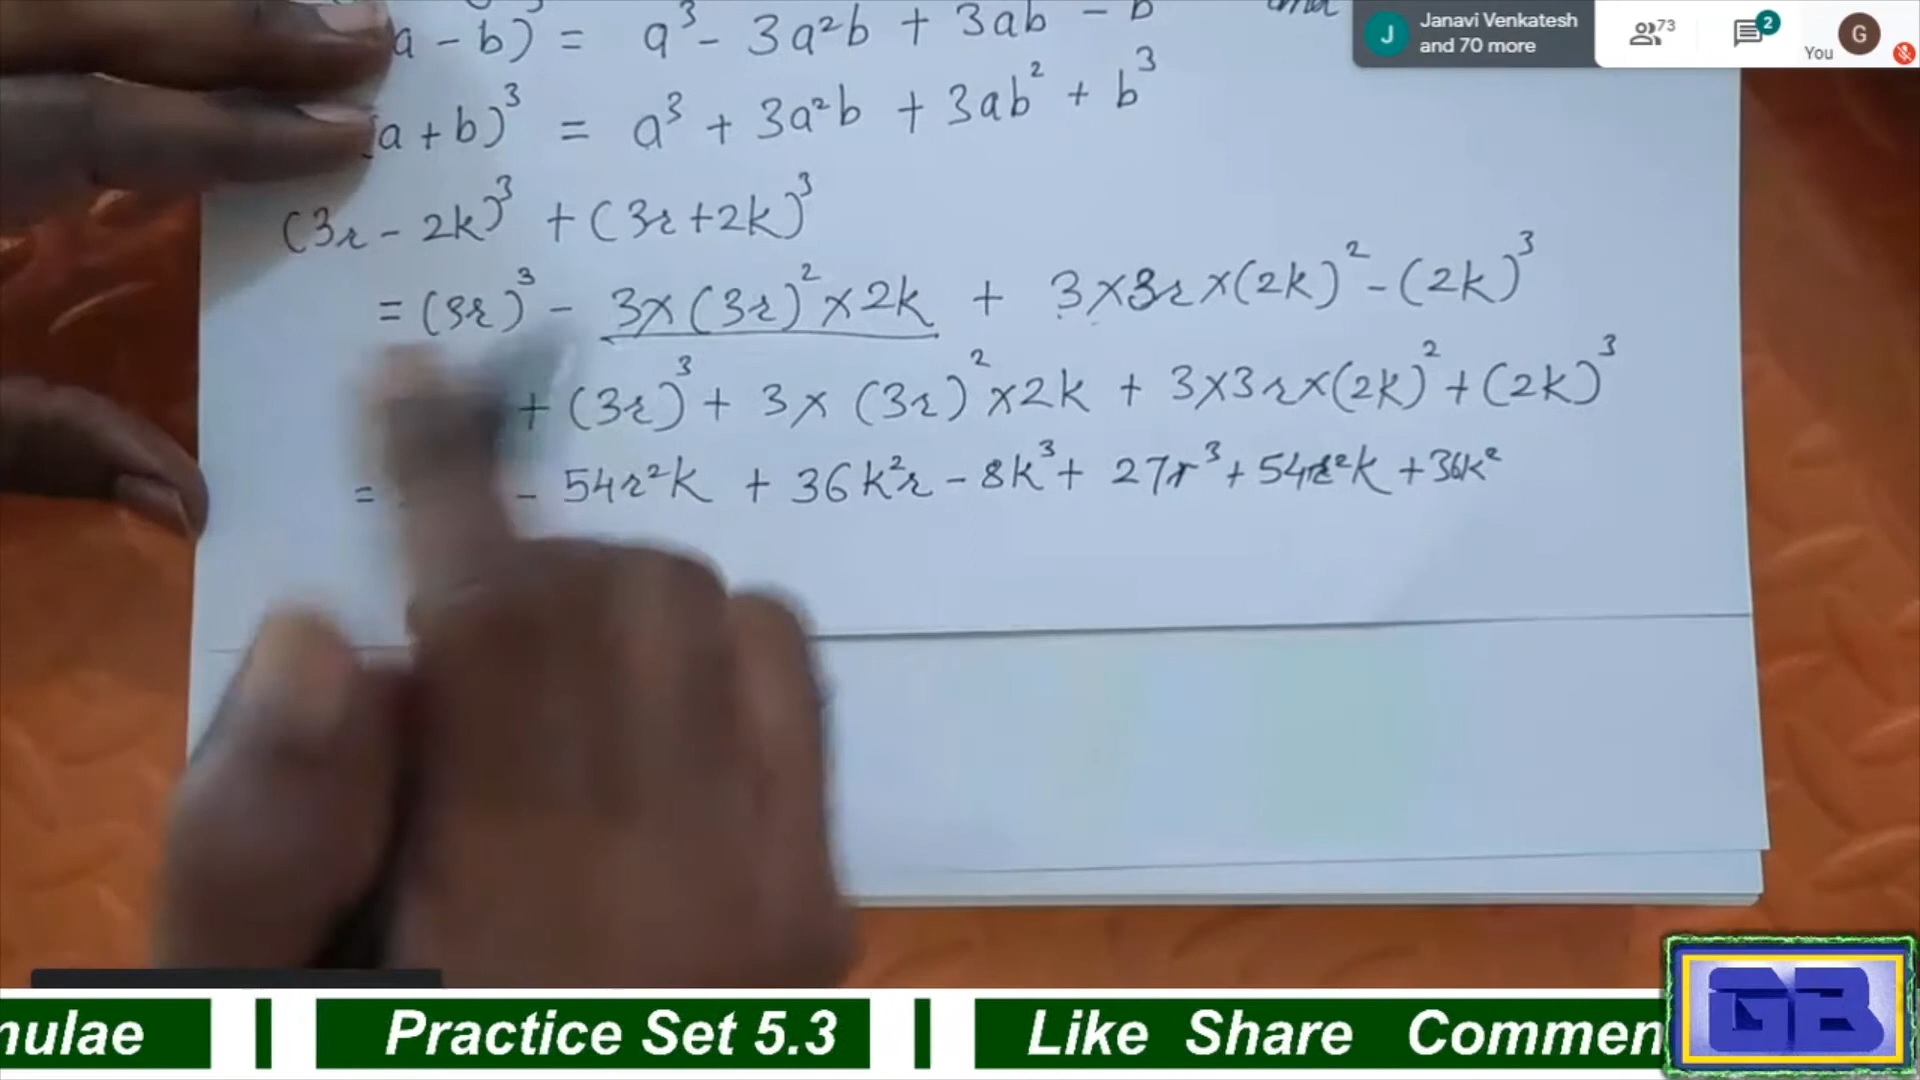 a - b) = a³ - 3a²b + 3ab - b
(a + b)³ = a³ + 3a²b + 3ab² + b³
(3r - 2k)³ + (3r + 2k)³
= (3r)³ - 3×(3r)²×2k + 3×3r×(2k)² - (2k)³
+ (3r)³ + 3×(3r)²×2k + 3×3r×(2k)² + (2k)³
= - 54r²k + 36k²r - 8k³ + 27r³ + 54r²k + 36k²
J
Janavi Venkatesh
and 70 more
73
2
You
G
mulae | Practice Set 5.3 | Like Share Commen
GB